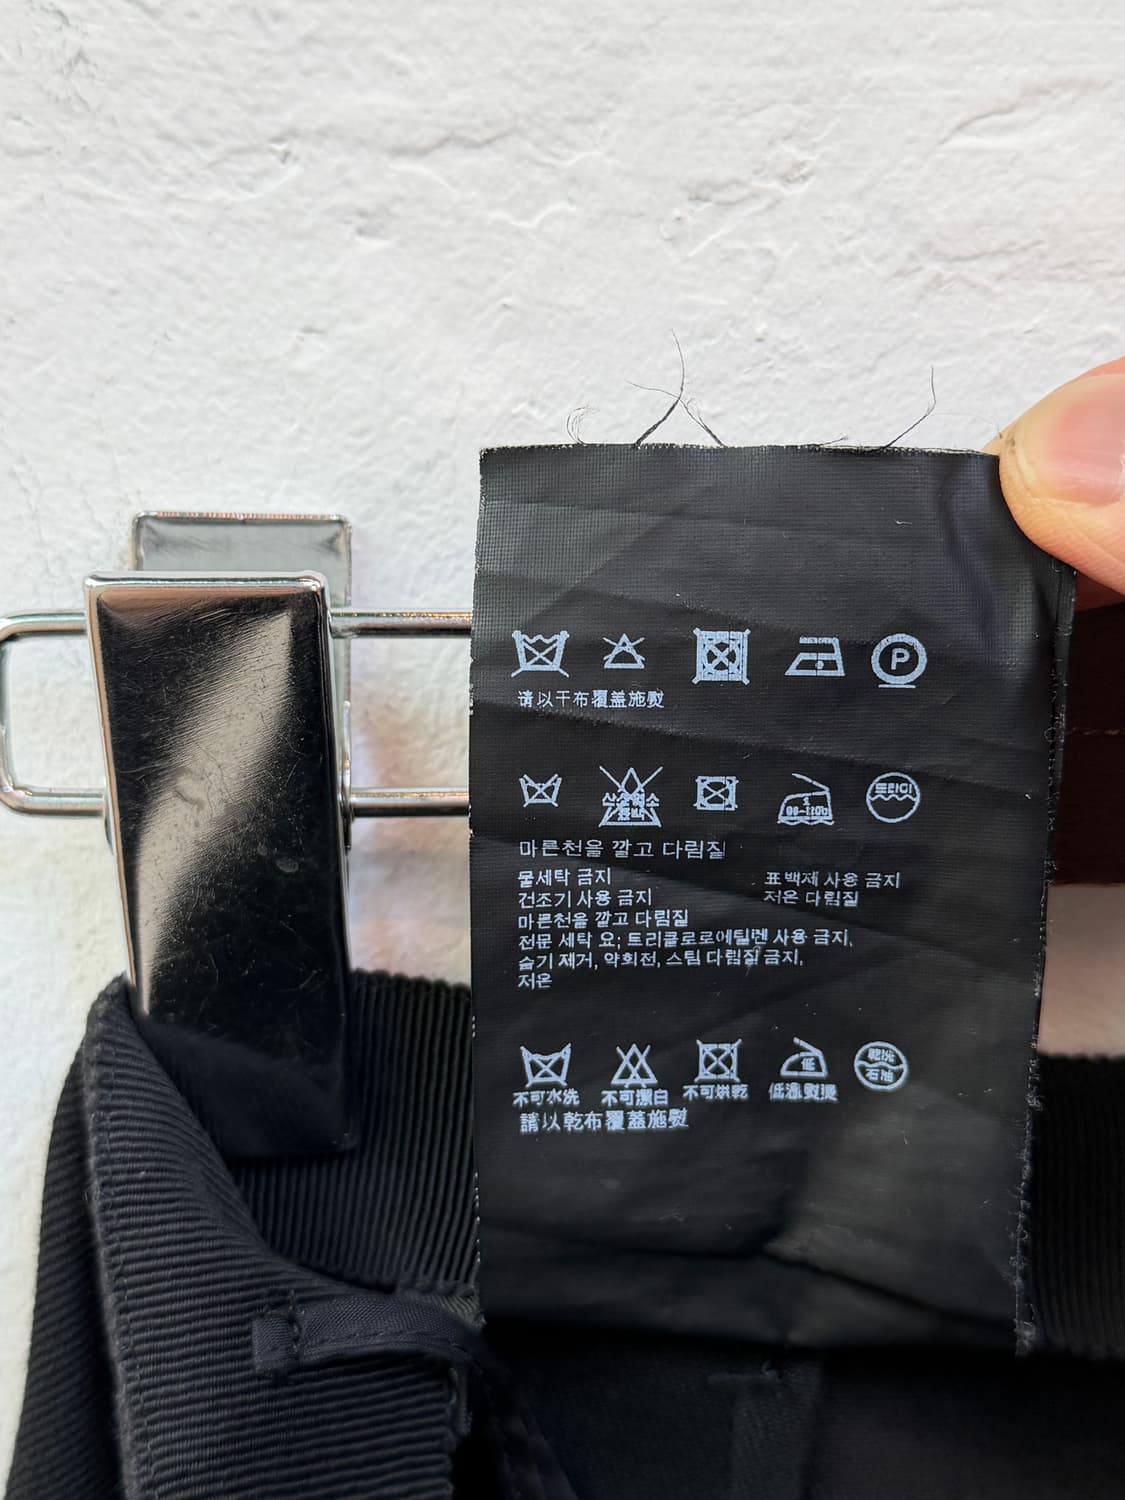 P
请以干布覆盖施熨
드라이
마른천을 깔고 다림질
물세탁 금지 표백제 사용 금지
건조기 사용 금지 저온 다림질
마른천을 깔고 다림질
전문 세탁 요; 트리클로로에틸렌 사용 금지,
습기 제거, 약회전, 스팀 다림질 금지,
저온
低 乾洗
石油
不可水洗 不可漂白 不可烘乾 低溫熨燙
請以乾布覆蓋施熨